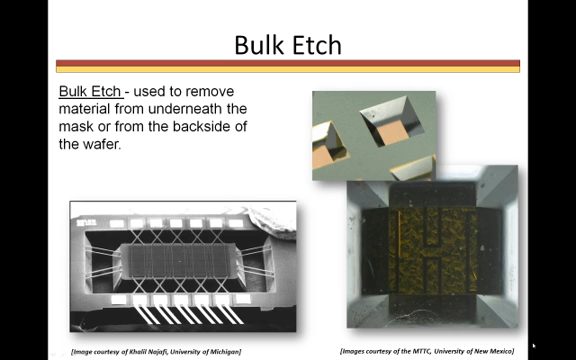 Bulk Etch
Bulk Etch - used to remove
material from underneath the
mask or from the backside of
the wafer.
[Image courtesy of Khalil Najafi, University of Michigan]
[Images courtesy of the MTTC, University of New Mexico]